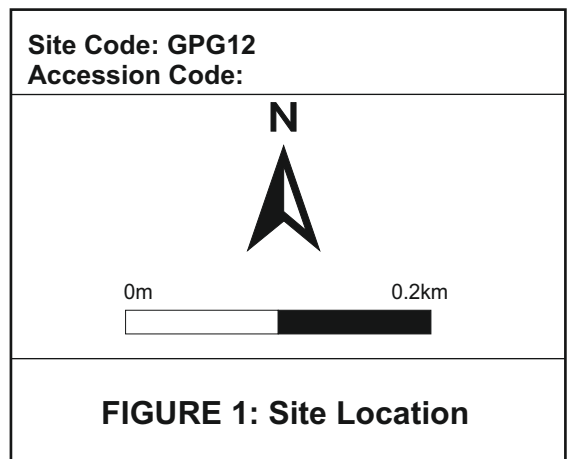 Site Code: GPG12
Accession Code:
N
0m 0.2km
FIGURE 1: Site Location